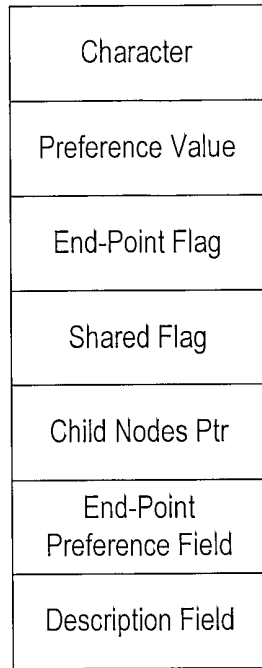 Character
Preference Value
End-Point Flag
Shared Flag
Child Nodes Ptr
End-Point
Preference Field
Description Field